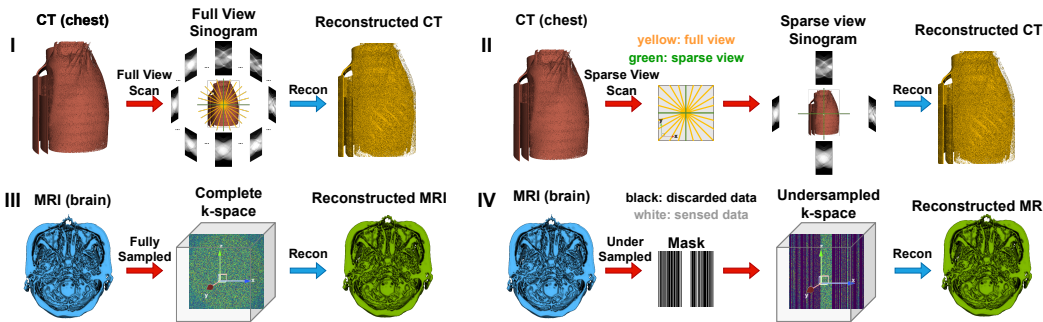 I
CT (chest)
Full View
Sinogram
Reconstructed CT
Full View
Scan
...
...
...
...
...
...
Recon
II
CT (chest)
yellow: full view
green: sparse view
Sparse view
Sinogram
Reconstructed CT
Sparse View
Scan
y
x
Recon
III
MRI (brain)
Complete
k-space
Reconstructed MRI
Fully
Sampled
z
x
y
Recon
IV
MRI (brain)
black: discarded data
white: sensed data
Undersampled
k-space
Reconstructed MR
Under
Sampled
Mask
z
x
y
Recon